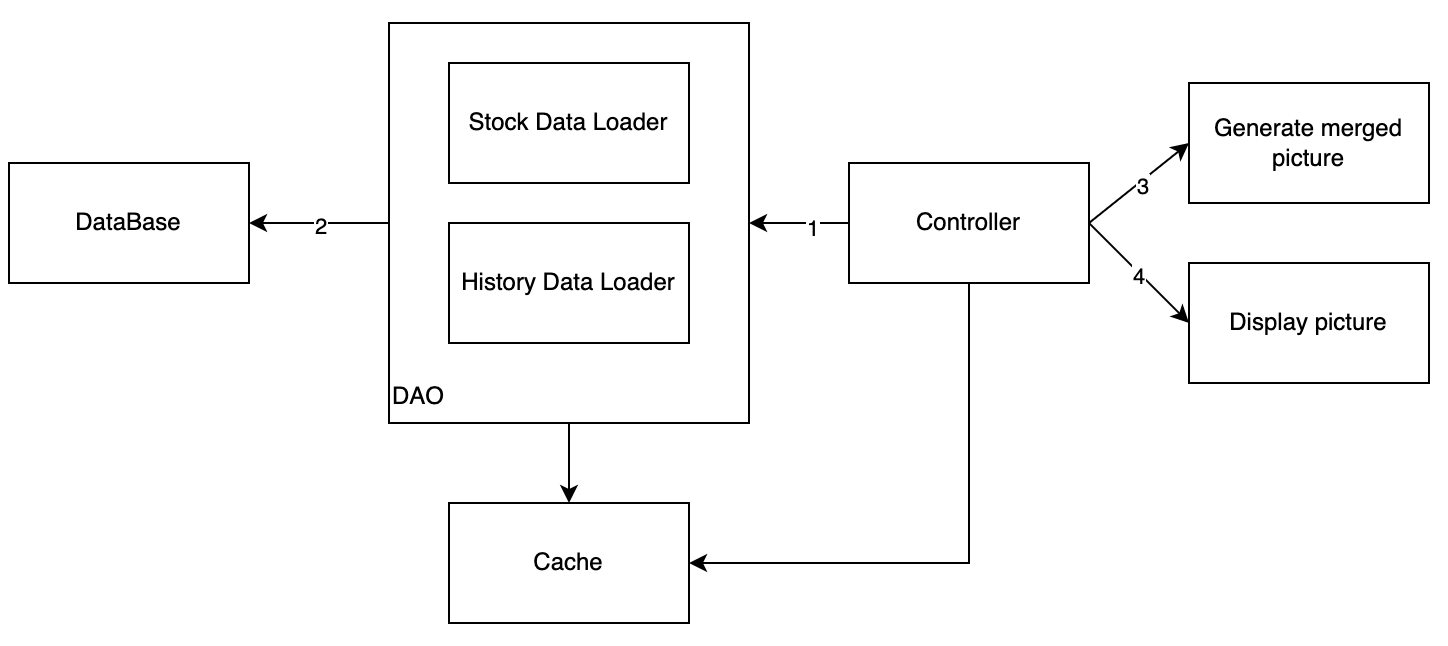 Stock Data Loader
Generate merged
picture
3
DataBase
2
1
Controller
History Data Loader
4
Display picture
DAO
Cache